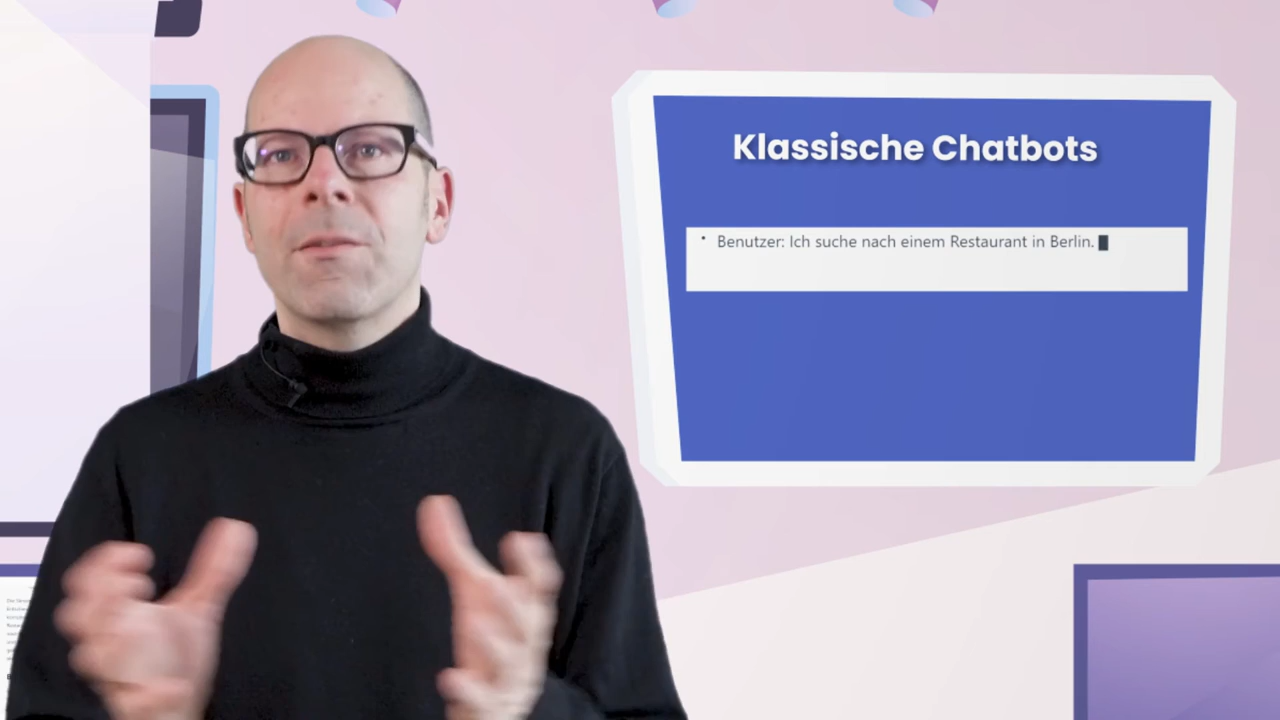 Klassische Chatbots
• Benutzer: Ich suche nach einem Restaurant in Berlin.